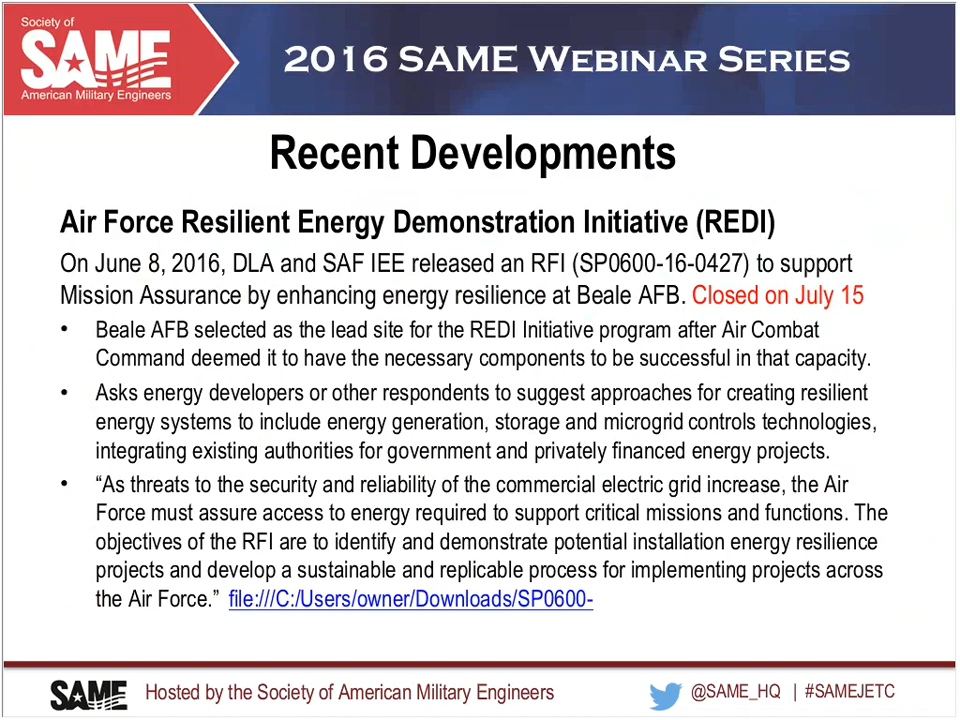 Society of
SAME
American Military Engineers
2016 SAME WEBINAR SERIES
Recent Developments
Air Force Resilient Energy Demonstration Initiative (REDI)
On June 8, 2016, DLA and SAF IEE released an RFI (SP0600-16-0427) to support
Mission Assurance by enhancing energy resilience at Beale AFB. Closed on July 15
• Beale AFB selected as the lead site for the REDI Initiative program after Air Combat
Command deemed it to have the necessary components to be successful in that capacity.
• Asks energy developers or other respondents to suggest approaches for creating resilient
energy systems to include energy generation, storage and microgrid controls technologies,
integrating existing authorities for government and privately financed energy projects.
• “As threats to the security and reliability of the commercial electric grid increase, the Air
Force must assure access to energy required to support critical missions and functions. The
objectives of the RFI are to identify and demonstrate potential installation energy resilience
projects and develop a sustainable and replicable process for implementing projects across
the Air Force.” file:///C:/Users/owner/Downloads/SP0600-
SAME Hosted by the Society of American Military Engineers @SAME_HQ | #SAMEJETC